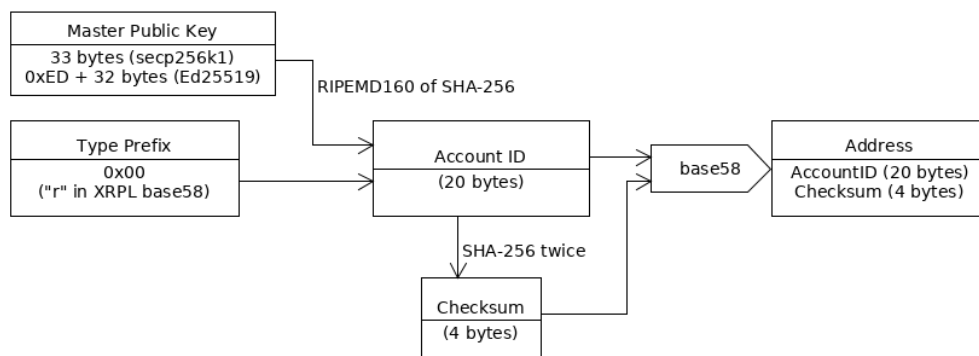 Master Public Key
33 bytes (secp256k1)
0xED + 32 bytes (Ed25519)
RIPEMD160 of SHA-256
Type Prefix
0x00
("r" in XRPL base58)
Account ID
(20 bytes)
base58
Address
AccountID (20 bytes)
Checksum (4 bytes)
SHA-256 twice
Checksum
(4 bytes)